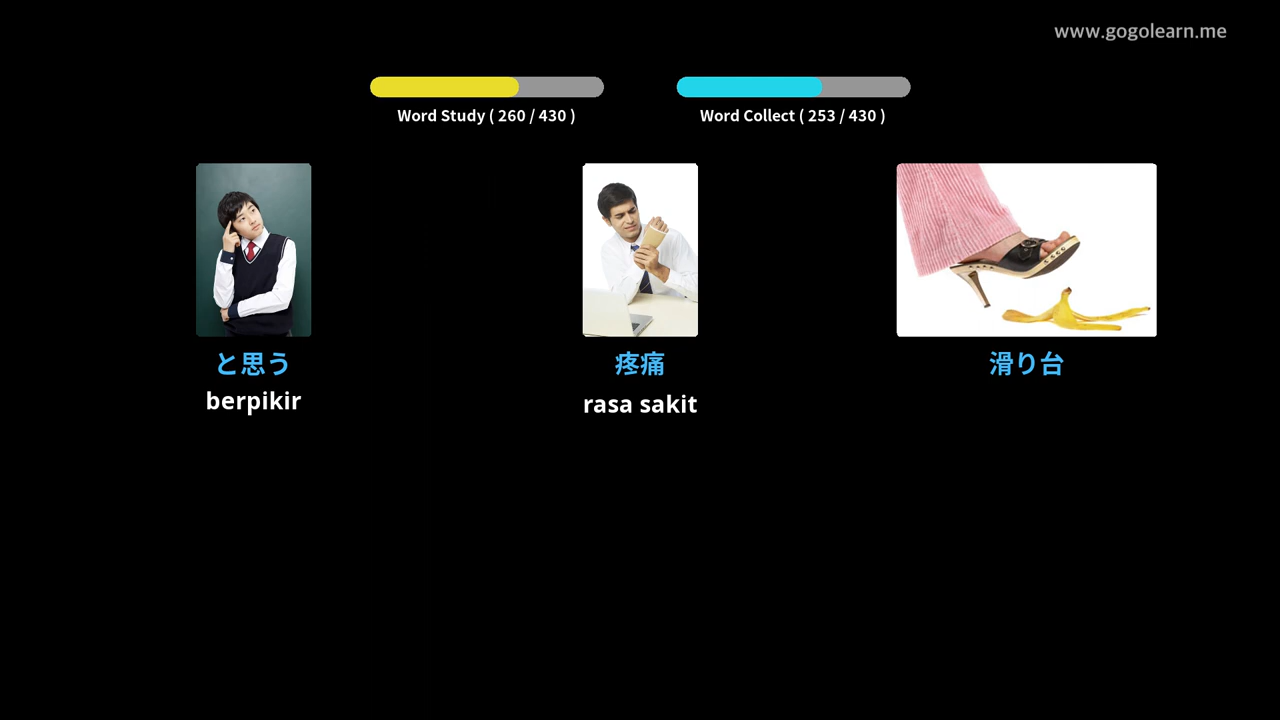 www.gogolearn.me
Word Study ( 260 / 430 )
Word Collect ( 253 / 430 )
と思う
berpikir
疼痛
rasa sakit
滑り台